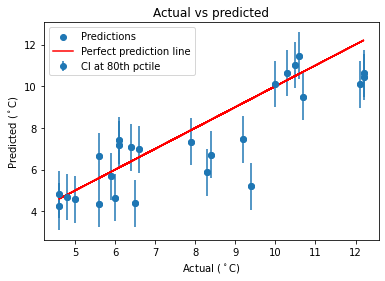 Actual vs predicted
Predictions
Perfect prediction line
CI at 80th pctile
12
10
8
6
4
Predicted (˚C)
5
6
7
8
9
10
11
12
Actual (˚C)